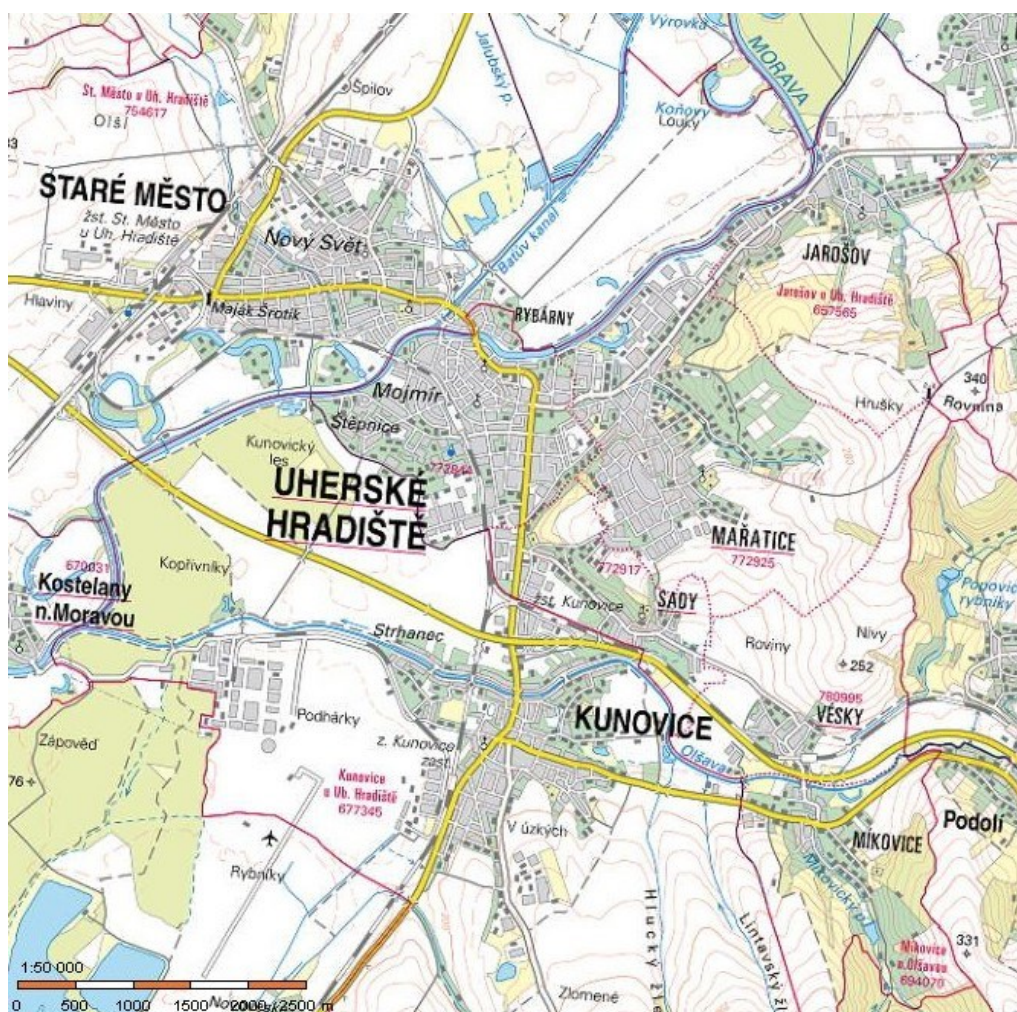 Výrovka
MORAVA
Jalubský p.
Špilov
St. Město u Uh. Hradiště
754617
Olší
Koňovy
Louky
STARÉ MĚSTO
žst. St. Město
u Uh. Hradiště
Nový Svět
Baťův kanál
JAROŠOV
Jarošov u Uh. Hradiště
657565
Hlaviny
Maják Šrotík
RYBÁRNY
340
Rovnina
Hrušky
Mojmír
Štěpnice
Kunovický
les
772844
280
UHERSKÉ
HRADIŠTĚ
MAŘATICE
772925
Kopřivníky
670031
Kostelany
n.Moravou
772917
SADY
žst. Kunovice
Popovické
rybníky
Strhanec
Roviny
Nivy
252
780995
VÉSKY
Podhárky
KUNOVICE
Zápověď
z. Kunovice
zast.
Olšava
76
Kunovice
u Uh. Hradiště
677345
V úzkých
MÍKOVICE
Podolí
Rybníky
Míkovický p.
Hlucký
Lintavský
331
Míkovice
n.Olšavou
694070
Zlomené
1:50 000
0 500 1000 1500 2000 2500 m